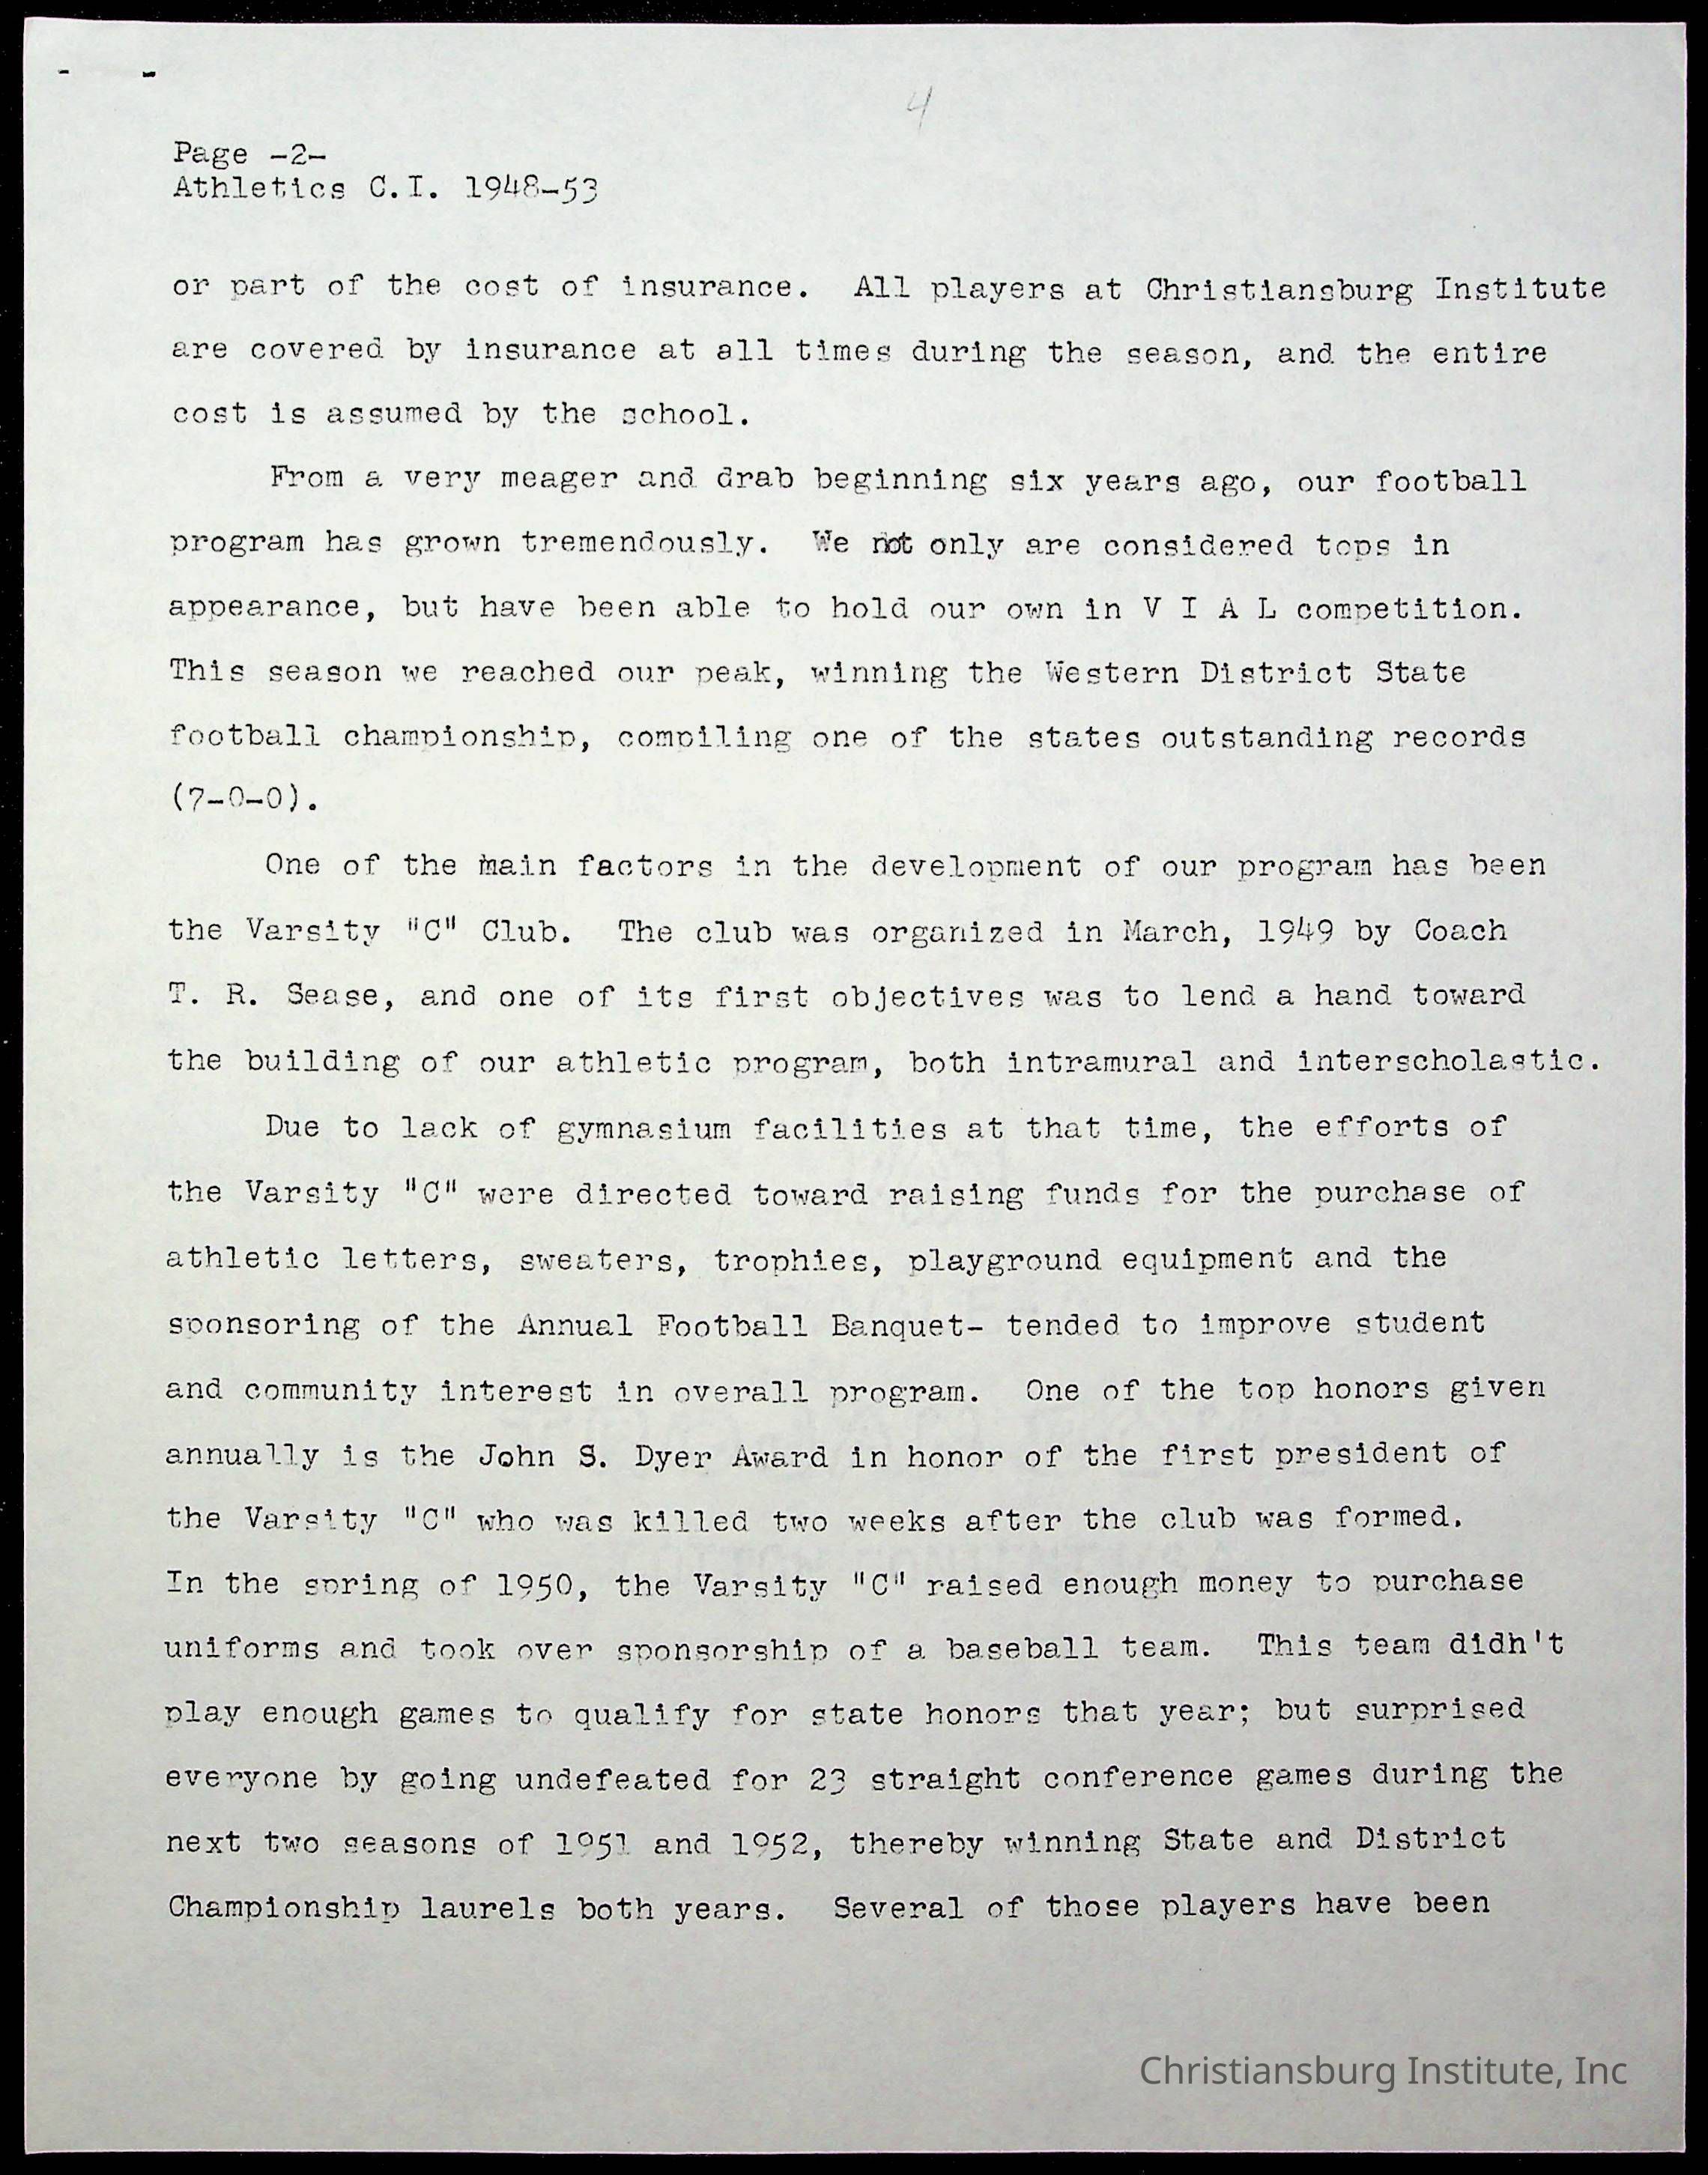 4
Page -2-
Athletics C.I. 1948-53
or part of the cost of insurance. All players at Christiansburg Institute
are covered by insurance at all times during the season, and the entire
cost is assumed by the school.
From a very meager and drab beginning six years ago, our football
program has grown tremendously. We not only are considered tops in
appearance, but have been able to hold our own in V I A L competition.
This season we reached our peak, winning the Western District State
football championship, compiling one of the states outstanding records
(7-0-0).
One of the main factors in the development of our program has been
the Varsity "C" Club. The club was organized in March, 1949 by Coach
T. R. Sease, and one of its first objectives was to lend a hand toward
the building of our athletic program, both intramural and interscholastic.
Due to lack of gymnasium facilities at that time, the efforts of
the Varsity "C" were directed toward raising funds for the purchase of
athletic letters, sweaters, trophies, playground equipment and the
sponsoring of the Annual Football Banquet- tended to improve student
and community interest in overall program. One of the top honors given
annually is the John S. Dyer Award in honor of the first president of
the Varsity "C" who was killed two weeks after the club was formed.
In the spring of 1950, the Varsity "C" raised enough money to purchase
uniforms and took over sponsorship of a baseball team. This team didh't
play enough games to qualify for state honors that year; but surprised
everyone by going undefeated for 23 straight conference games during the
next two seasons of 1951 and 1952, thereby winning State and District
Championship laurels both years. Several of those players have been
Christiansburg Institute, Inc